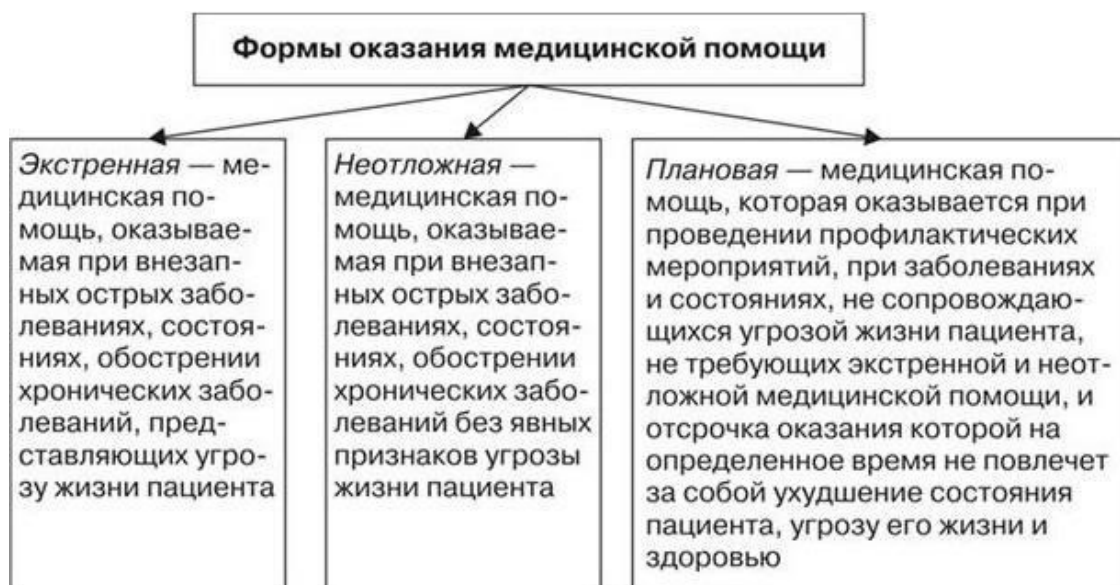 Формы оказания медицинской помощи
Экстренная — ме-
дицинская по-
мощь, оказывае-
мая при внезап-
ных острых забо-
леваниях, состоя-
ниях, обострении
хронических забо-
леваний, пред-
ставляющих угро-
зу жизни пациента
Неотложная —
медицинская по-
мощь, оказывае-
мая при внезап-
ных острых забо-
леваниях, состо-
яниях, обострении
хронических забо-
леваний без явных
признаков угрозы
жизни пациента
Плановая — медицинская по-
мощь, которая оказывается при
проведении профилактических
мероприятий, при заболеваниях
и состояниях, не сопровождаю-
щихся угрозой жизни пациента,
не требующих экстренной и неот-
ложной медицинской помощи, и
отсрочка оказания которой на
определенное время не повлечет
за собой ухудшение состояния
пациента, угрозу его жизни и
здоровью